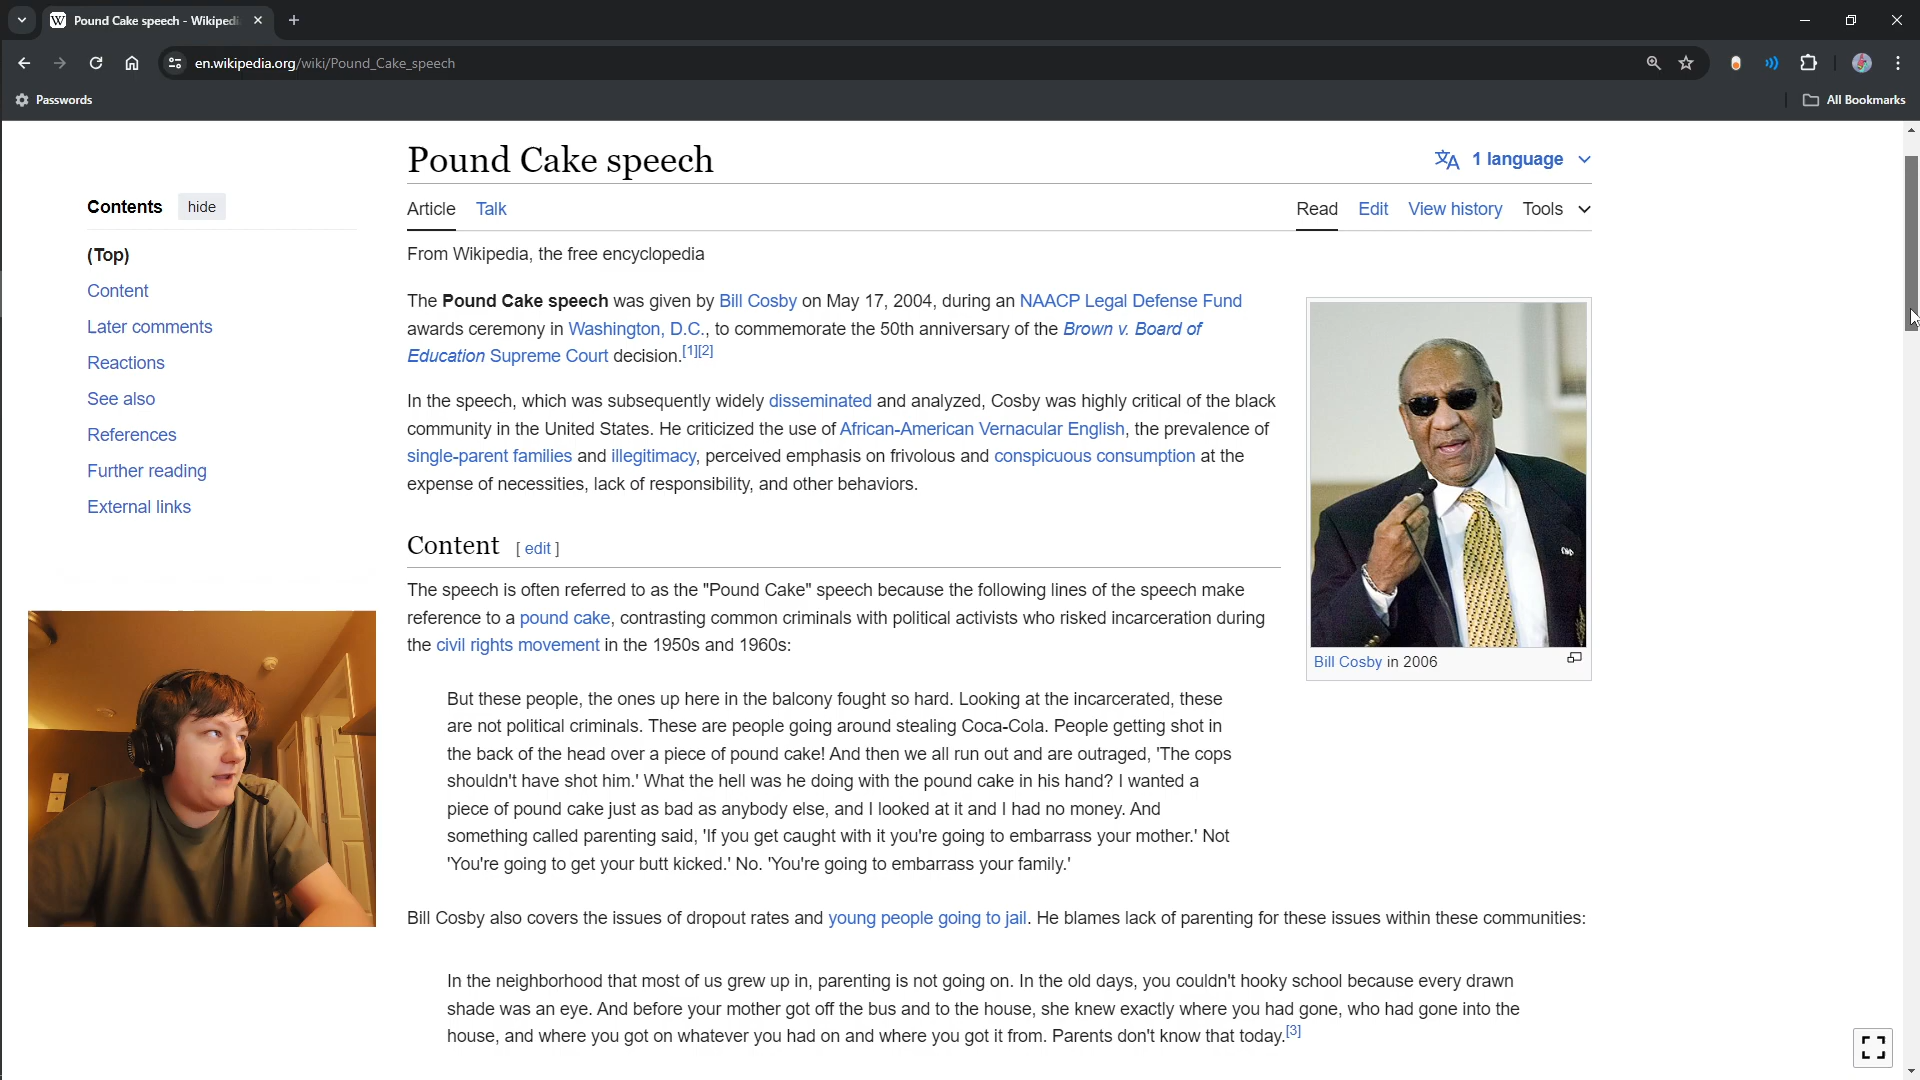 Pound Cake speech - Wikipedi
en.wikipedia.org/wiki/Pound_Cake_speech
Passwords
All Bookmarks
Pound Cake speech
1 language
Contents
hide
(Top)
Content
Later comments
Reactions
See also
References
Further reading
External links
Article Talk
Read Edit View history Tools
From Wikipedia, the free encyclopedia
The Pound Cake speech was given by Bill Cosby on May 17, 2004, during an NAACP Legal Defense Fund
awards ceremony in Washington, D.C., to commemorate the 50th anniversary of the Brown v. Board of
Education Supreme Court decision.[1][2]
In the speech, which was subsequently widely disseminated and analyzed, Cosby was highly critical of the black
community in the United States. He criticized the use of African-American Vernacular English, the prevalence of
single-parent families and illegitimacy, perceived emphasis on frivolous and conspicuous consumption at the
expense of necessities, lack of responsibility, and other behaviors.
Bill Cosby in 2006
Content [ edit ]
The speech is often referred to as the "Pound Cake" speech because the following lines of the speech make
reference to a pound cake, contrasting common criminals with political activists who risked incarceration during
the civil rights movement in the 1950s and 1960s:
But these people, the ones up here in the balcony fought so hard. Looking at the incarcerated, these
are not political criminals. These are people going around stealing Coca-Cola. People getting shot in
the back of the head over a piece of pound cake! And then we all run out and are outraged, 'The cops
shouldn't have shot him.' What the hell was he doing with the pound cake in his hand? I wanted a
piece of pound cake just as bad as anybody else, and I looked at it and I had no money. And
something called parenting said, 'If you get caught with it you're going to embarrass your mother.' Not
'You're going to get your butt kicked.' No. 'You're going to embarrass your family.'
Bill Cosby also covers the issues of dropout rates and young people going to jail. He blames lack of parenting for these issues within these communities:
In the neighborhood that most of us grew up in, parenting is not going on. In the old days, you couldn't hooky school because every drawn
shade was an eye. And before your mother got off the bus and to the house, she knew exactly where you had gone, who had gone into the
house, and where you got on whatever you had on and where you got it from. Parents don't know that today.[3]